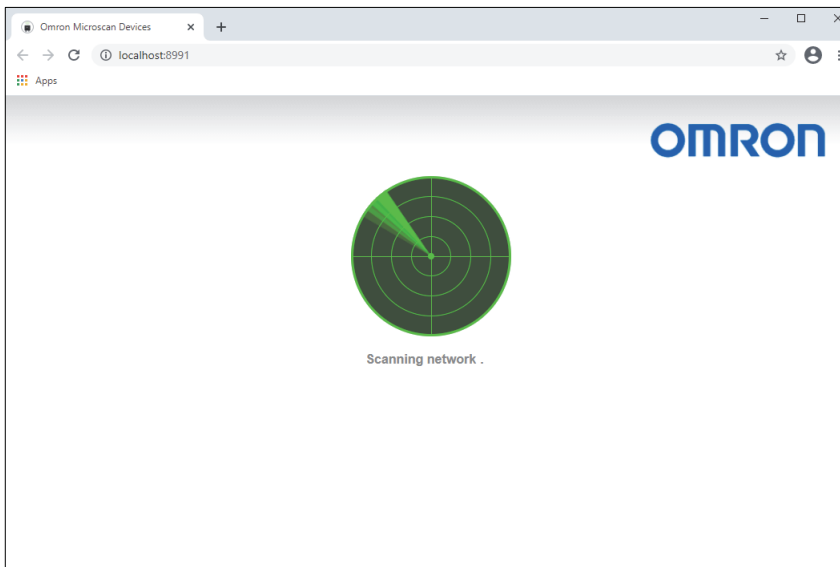 Omron Microscan Devices
localhost:8991
Apps
OMRON
Scanning network .